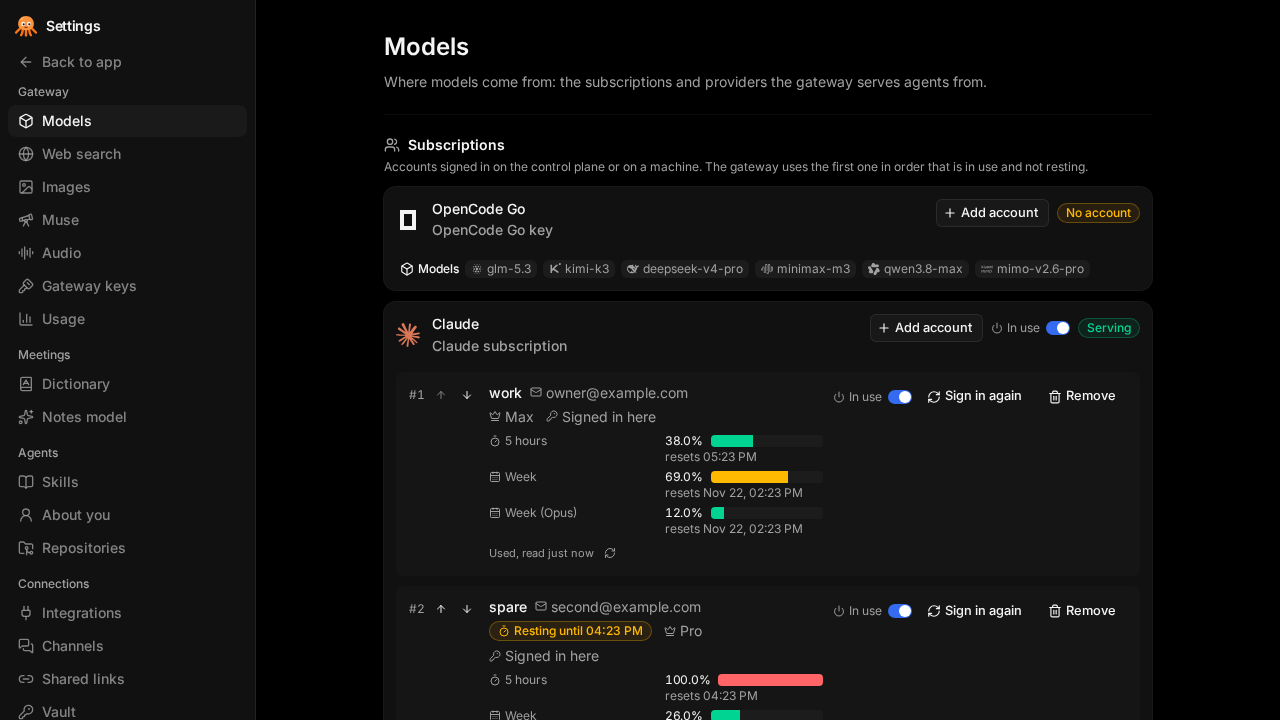 Settings
Back to app
Gateway
Models
Web search
Images
Muse
Audio
Gateway keys
Usage
Meetings
Dictionary
Notes model
Agents
Skills
About you
Repositories
Connections
Integrations
Channels
Shared links
Vault
Models
Where models come from: the subscriptions and providers the gateway serves agents from.
Subscriptions
Accounts signed in on the control plane or on a machine. The gateway uses the first one in order that is in use and not resting.
OpenCode Go
OpenCode Go key
Add account
No account
Models glm-5.3 kimi-k3 deepseek-v4-pro minimax-m3 qwen3.8-max mimo-v2.6-pro
Claude
Claude subscription
Add account
In use
Serving
#1 work owner@example.com In use Sign in again Remove
Max Signed in here
5 hours 38.0%
resets 05:23 PM
Week 69.0%
resets Nov 22, 02:23 PM
Week (Opus) 12.0%
resets Nov 22, 02:23 PM
Used, read just now
#2 spare second@example.com In use Sign in again Remove
Resting until 04:23 PM Pro
Signed in here
5 hours 100.0%
resets 04:23 PM
Week 26.0%